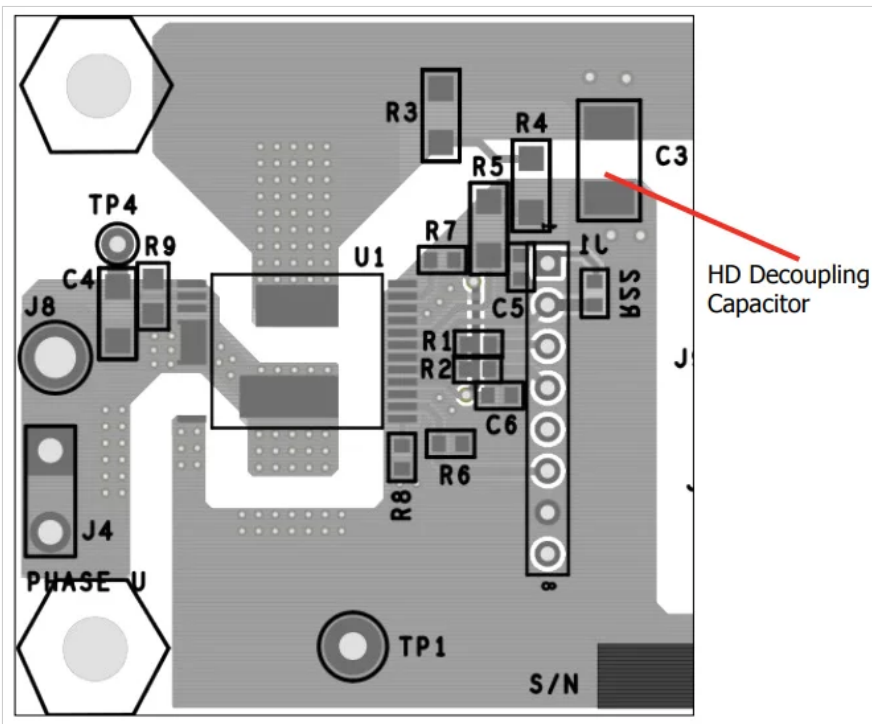 R3
R4
C3
R5
TP4
R9
R7
U1
J1
HD Decoupling
Capacitor
C4
C5
RSS
J8
R1
R2
C6
R6
R8
J4
PHASE U
8
TP1
S/N